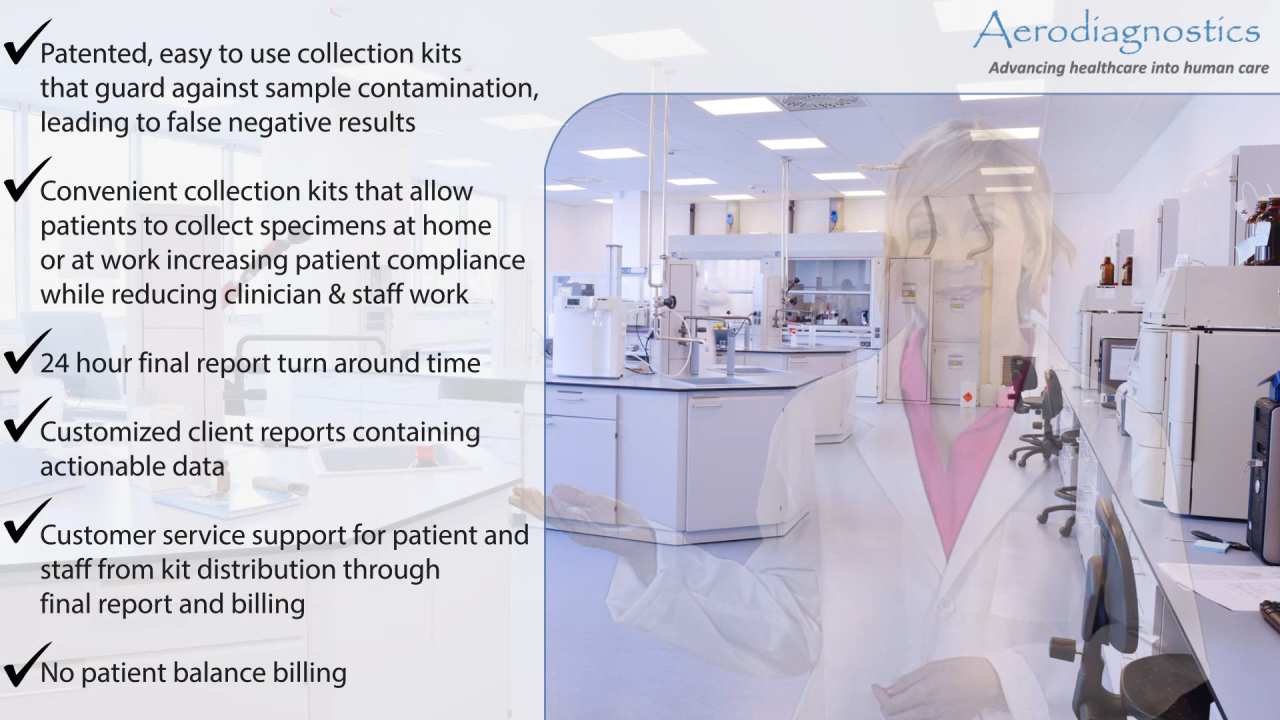 Aerodiagnostics
Advancing healthcare into human care
Patented, easy to use collection kits
that guard against sample contamination,
leading to false negative results
Convenient collection kits that allow
patients to collect specimens at home
or at work increasing patient compliance
while reducing clinician & staff work
24 hour final report turn around time
Customized client reports containing
actionable data
Customer service support for patient and
staff from kit distribution through
final report and billing
No patient balance billing